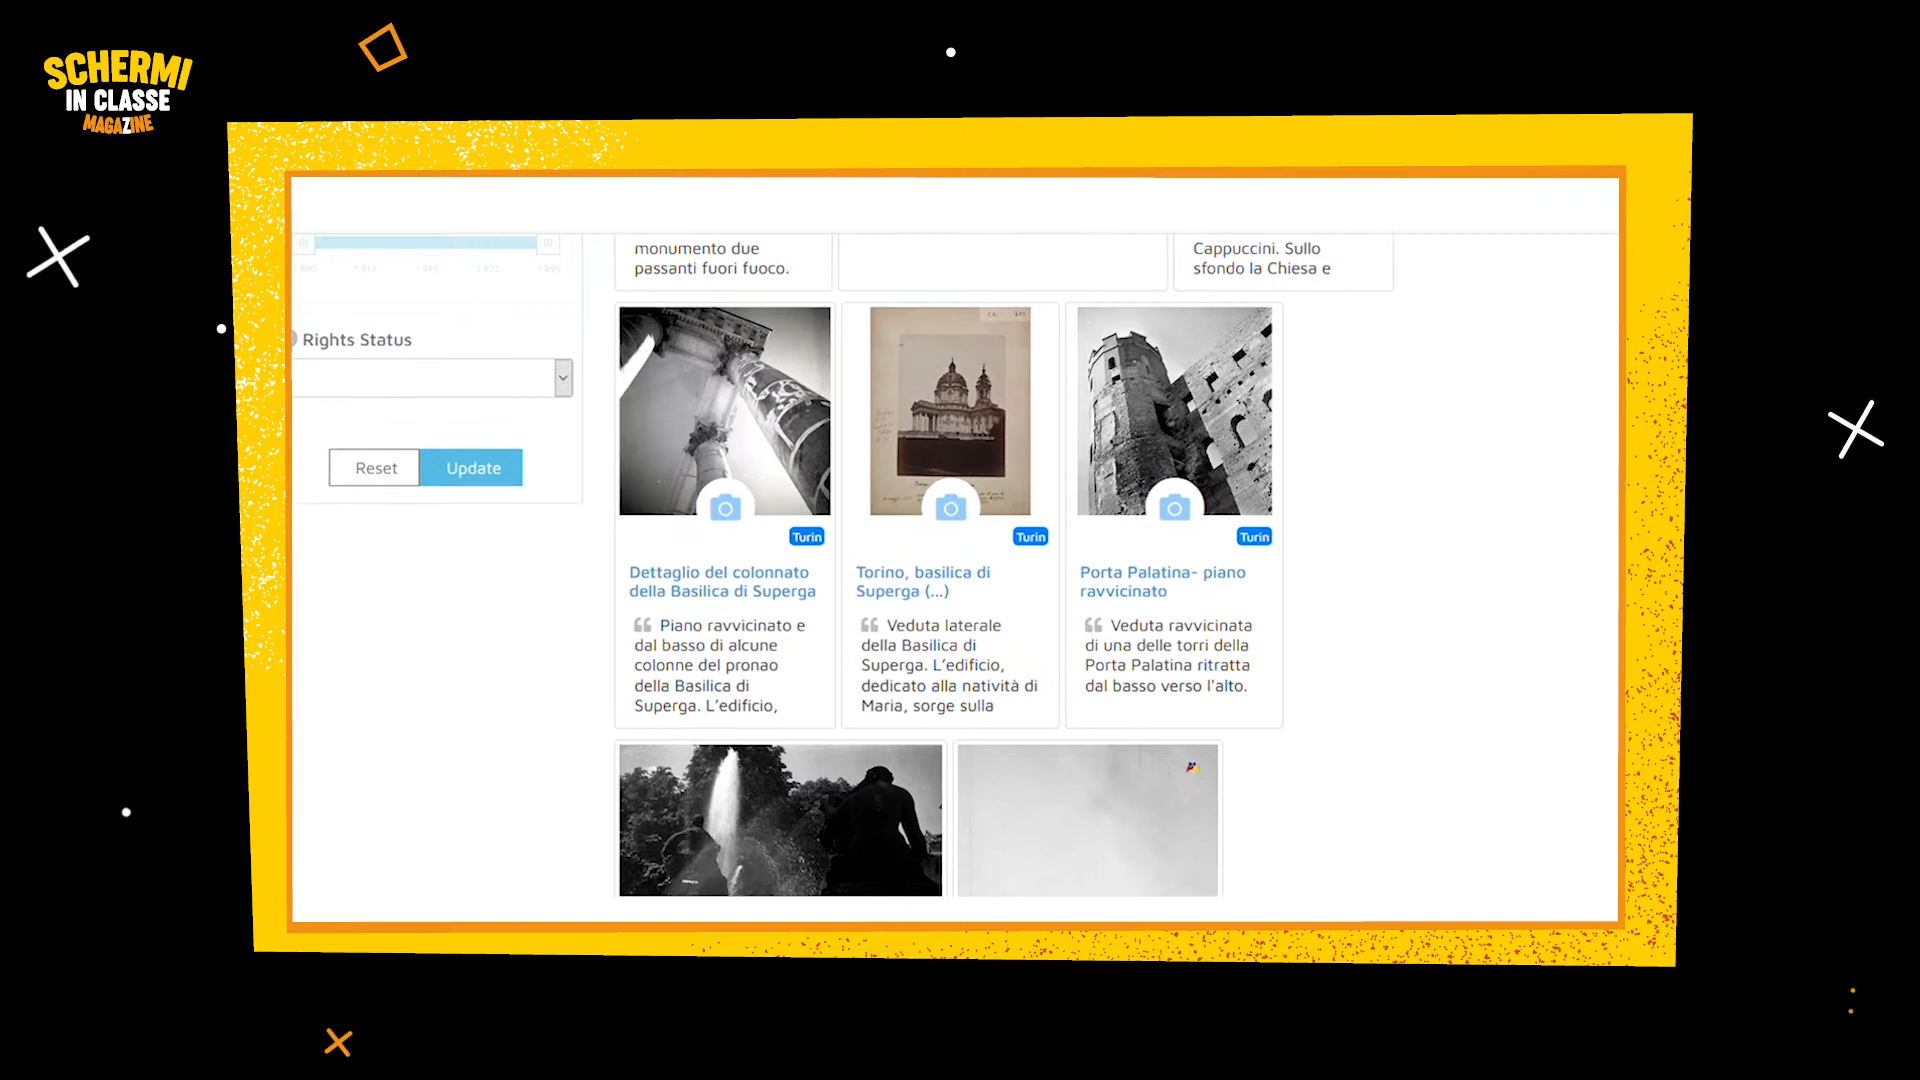 SCHERMI
IN CLASSE
MAGAZINE
monumento due
passanti fuori fuoco.
Cappuccini. Sullo
sfondo la Chiesa e
Rights Status
Reset
Update
Turin
Turin
Turin
Dettaglio del colonnato
della Basilica di Superga
Torino, basilica di
Superga (...)
Porta Palatina- piano
ravvicinato
Piano ravvicinato e
dal basso di alcune
colonne del pronao
della Basilica di
Superga. L'edificio,
Veduta laterale
della Basilica di
Superga. L'edificio,
dedicato alla natività di
Maria, sorge sulla
Veduta ravvicinata
di una delle torri della
Porta Palatina ritratta
dal basso verso l'alto.